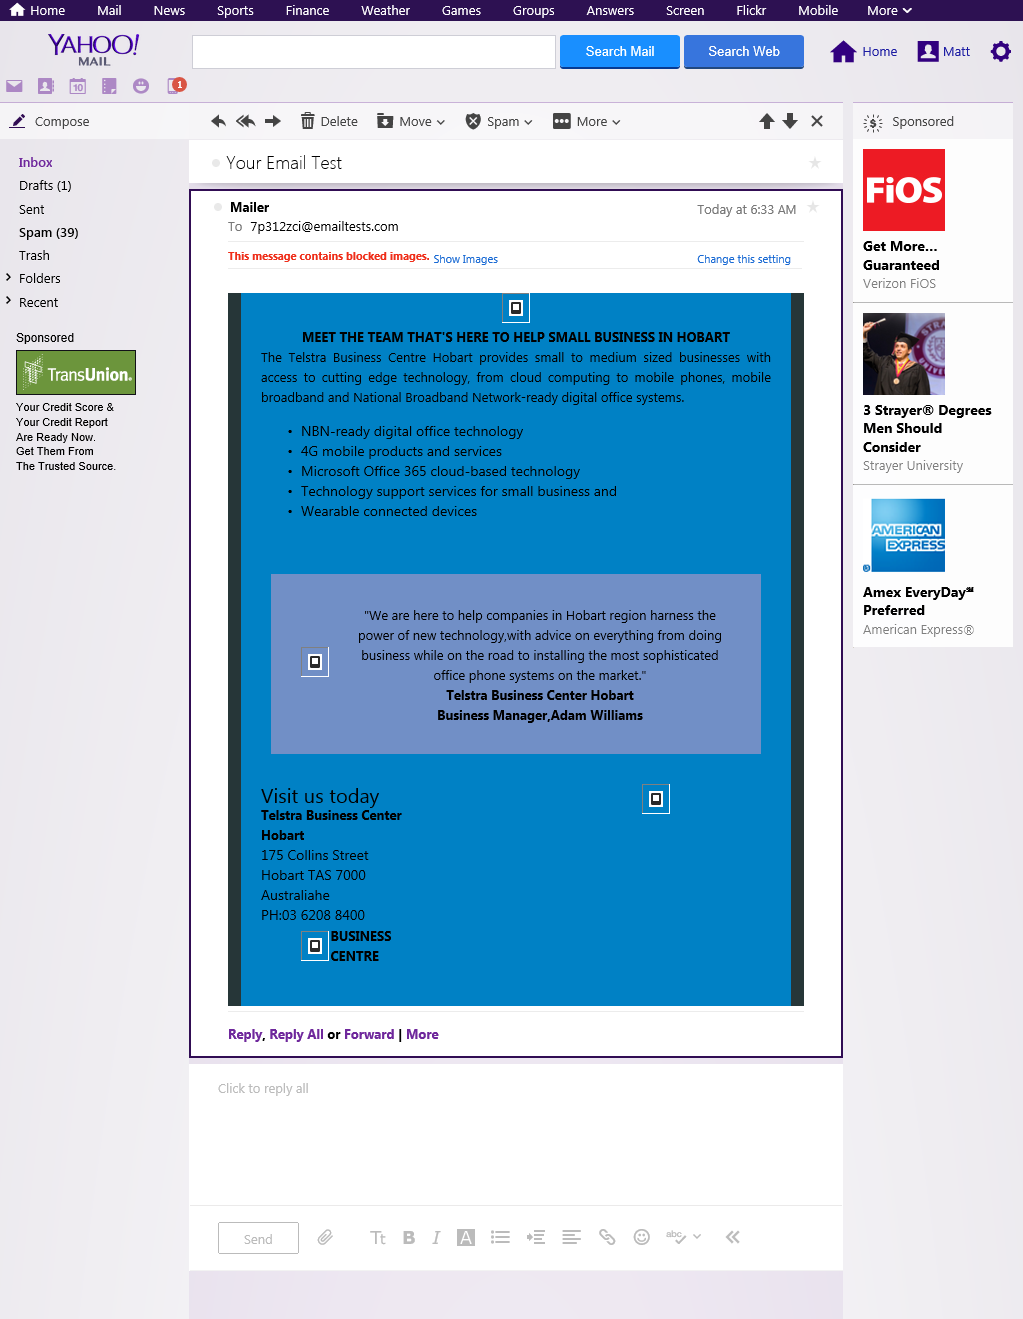 Home Mail News Sports Finance Weather Games Groups Answers Screen Flickr Mobile More
YAHOO!
MAIL
Search Mail Search Web Home Matt
10 1
Compose Delete Move Spam More
Sponsored
Inbox
Drafts (1)
Sent
Spam (39)
Trash
Folders
Recent
Sponsored
TransUnion.
Your Credit Score &
Your Credit Report
Are Ready Now.
Get Them From
The Trusted Source.
Your Email Test
Mailer Today at 6:33 AM
To 7p312zci@emailtests.com
This message contains blocked images. Show Images Change this setting
MEET THE TEAM THAT'S HERE TO HELP SMALL BUSINESS IN HOBART
The Telstra Business Centre Hobart provides small to medium sized businesses with
access to cutting edge technology, from cloud computing to mobile phones, mobile
broadband and National Broadband Network-ready digital office systems.
• NBN-ready digital office technology
• 4G mobile products and services
• Microsoft Office 365 cloud-based technology
• Technology support services for small business and
• Wearable connected devices
"We are here to help companies in Hobart region harness the
power of new technology,with advice on everything from doing
business while on the road to installing the most sophisticated
office phone systems on the market."
Telstra Business Center Hobart
Business Manager,Adam Williams
Visit us today
Telstra Business Center
Hobart
175 Collins Street
Hobart TAS 7000
Australiahe
PH:03 6208 8400
BUSINESS
CENTRE
Reply, Reply All or Forward | More
Click to reply all
Send Tt B I A abc
FiOS
Get More...
Guaranteed
Verizon FiOS
STRAYER
3 Strayer® Degrees
Men Should
Consider
Strayer University
AMERICAN
EXPRESS
Amex EveryDay℠
Preferred
American Express®